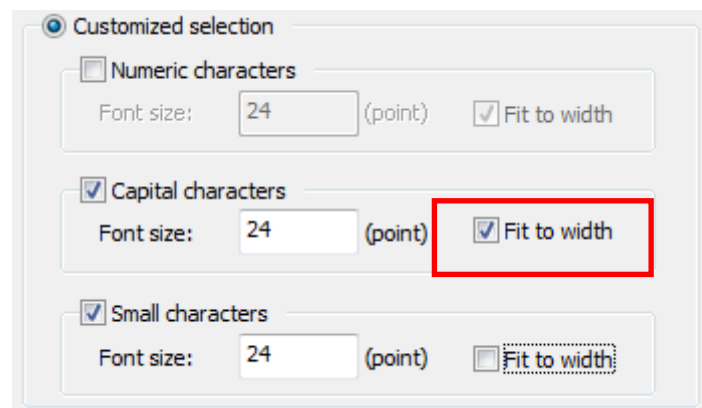 Customized selection
Numeric characters
Font size: 24 (point) Fit to width
Capital characters
Font size: 24 (point) Fit to width
Small characters
Font size: 24 (point) Fit to width